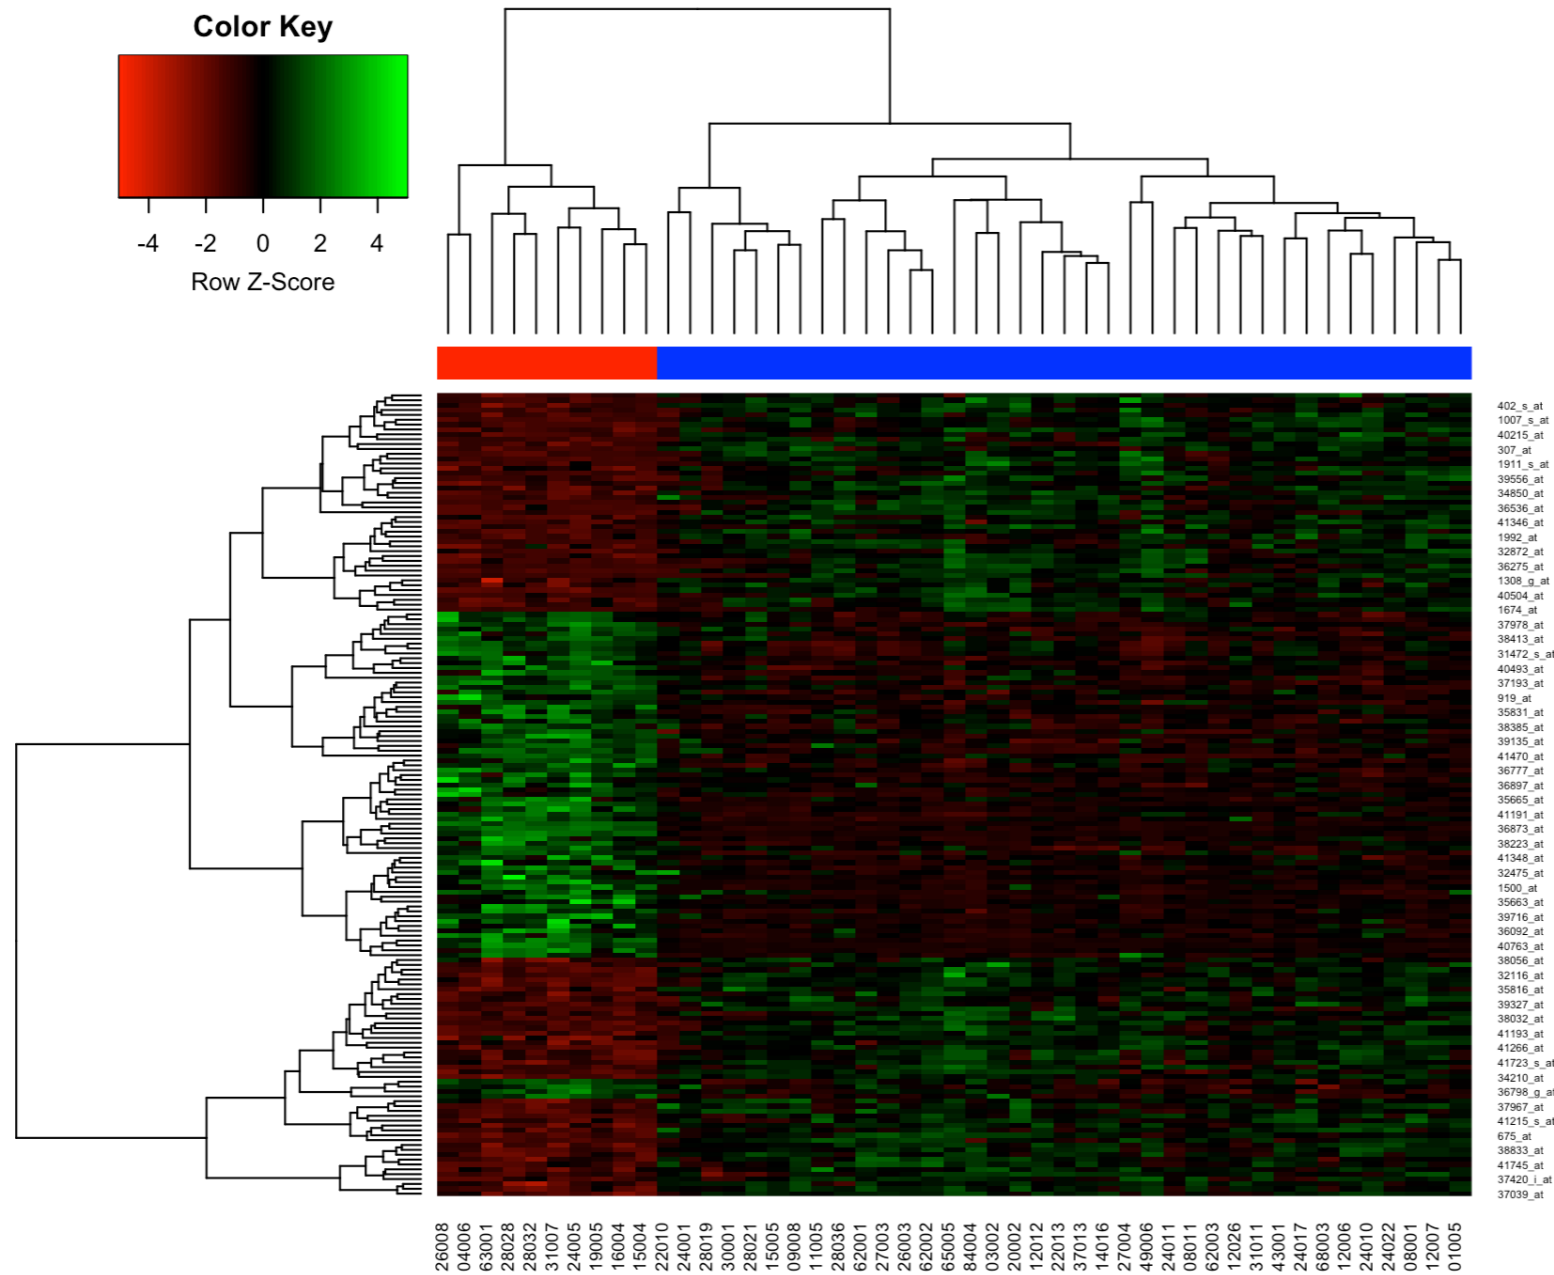 Color Key
-4 -2 0 2 4
Row Z-Score
402_s_at
1007_s_at
40215_at
307_at
1911_s_at
39556_at
34850_at
36536_at
41346_at
1992_at
32872_at
36275_at
1308_g_at
40504_at
1674_at
37978_at
38413_at
31472_s_at
40493_at
37193_at
919_at
35831_at
38385_at
39135_at
41470_at
36777_at
36897_at
35665_at
41191_at
36873_at
38223_at
41348_at
32475_at
1500_at
35663_at
39716_at
36092_at
40763_at
38056_at
32116_at
35816_at
39327_at
38032_at
41193_at
41266_at
41723_s_at
34210_at
36798_g_at
37967_at
41215_s_at
675_at
38833_at
41745_at
37420_i_at
37039_at
26008
04006
63001
28028
28032
31007
24005
19005
16004
15004
22010
24001
28019
30001
28021
15005
09008
11005
28036
62001
27003
26003
62002
65005
84004
03002
20002
12012
22013
37013
14016
27004
49006
24011
08011
62003
12026
31011
43001
24017
68003
12006
24010
24022
08001
12007
01005